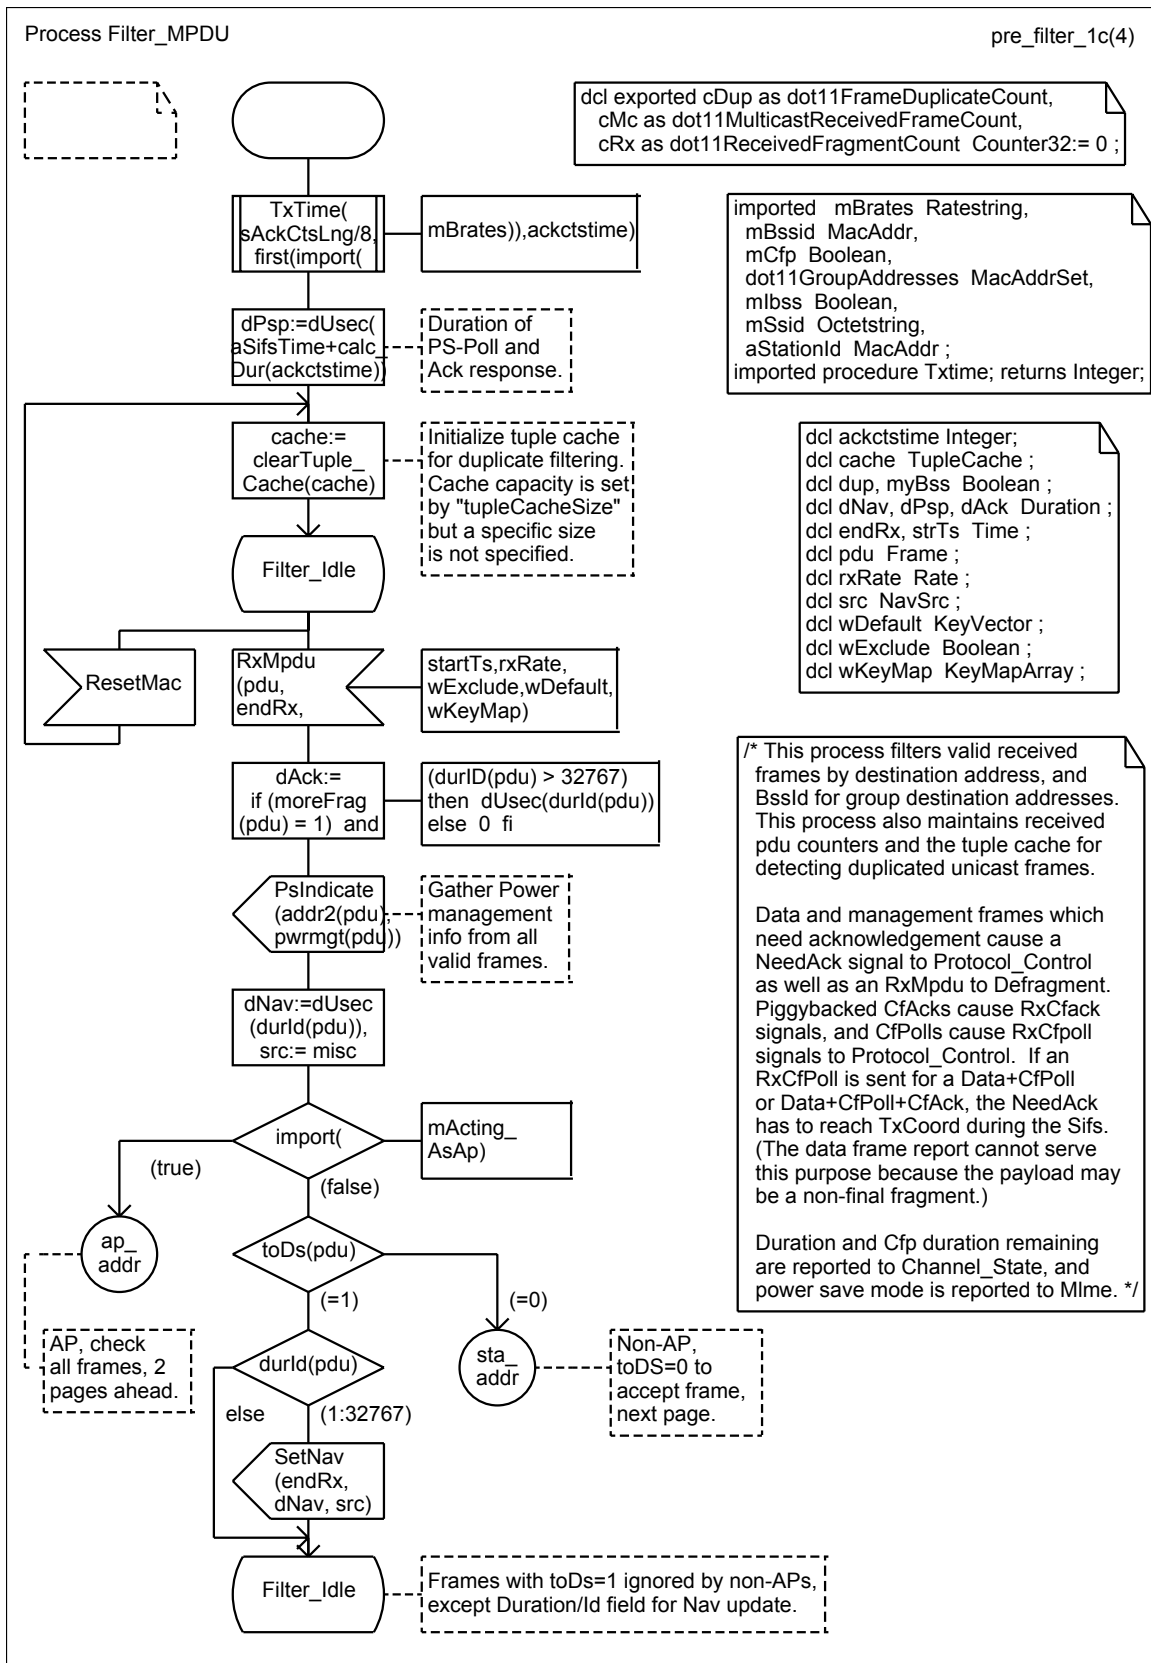 Process Filter_MPDU
pre_filter_1c(4)
dcl exported cDup as dot11FrameDuplicateCount,
cMc as dot11MulticastReceivedFrameCount,
cRx as dot11ReceivedFragmentCount  Counter32:= 0 ;
TxTime(
sAckCtsLng/8,
first(import(
mBrates)),ackctstime)
imported   mBrates  Ratestring,
mBssid  MacAddr,
mCfp  Boolean,
dot11GroupAddresses  MacAddrSet,
mIbss  Boolean,
mSsid  Octetstring,
aStationId  MacAddr ;
imported procedure Txtime; returns Integer;
dPsp:=dUsec(
aSifsTime+calc_
Dur(ackctstime))
Duration of
PS-Poll and
Ack response.
cache:=
clearTuple_
Cache(cache)
Initialize tuple cache
for duplicate filtering.
Cache capacity is set
by "tupleCacheSize"
but a specific size
is not specified.
dcl ackctstime Integer;
dcl cache  TupleCache ;
dcl dup, myBss  Boolean ;
dcl dNav, dPsp, dAck  Duration ;
dcl endRx, strTs  Time ;
dcl pdu  Frame ;
dcl rxRate  Rate ;
dcl src  NavSrc ;
dcl wDefault  KeyVector ;
dcl wExclude  Boolean ;
dcl wKeyMap  KeyMapArray ;
Filter_Idle
ResetMac
RxMpdu
(pdu,
endRx,
startTs,rxRate,
wExclude,wDefault,
wKeyMap)
dAck:=
if (moreFrag
(pdu) = 1)  and
(durID(pdu) > 32767)
then  dUsec(durId(pdu))
else  0  fi
/* This process filters valid received
frames by destination address, and
BssId for group destination addresses.
This process also maintains received
pdu counters and the tuple cache for
detecting duplicated unicast frames.
Data and management frames which
need acknowledgement cause a
NeedAck signal to Protocol_Control
as well as an RxMpdu to Defragment.
Piggybacked CfAcks cause RxCfack
signals, and CfPolls cause RxCfpoll
signals to Protocol_Control.  If an
RxCfPoll is sent for a Data+CfPoll
or Data+CfPoll+CfAck, the NeedAck
has to reach TxCoord during the Sifs.
(The data frame report cannot serve
this purpose because the payload may
be a non-final fragment.)
Duration and Cfp duration remaining
are reported to Channel_State, and
power save mode is reported to Mlme. */
PsIndicate
(addr2(pdu),
pwrmgt(pdu))
Gather Power
management
info from all
valid frames.
dNav:=dUsec
(durId(pdu)),
src:= misc
import(
mActing_
AsAp)
(true)
(false)
ap_
addr
toDs(pdu)
(=1)
(=0)
AP, check
all frames, 2
pages ahead.
durId(pdu)
sta_
addr
Non-AP,
toDS=0 to
accept frame,
next page.
else
(1:32767)
SetNav
(endRx,
dNav, src)
Filter_Idle
Frames with toDs=1 ignored by non-APs,
except Duration/Id field for Nav update.